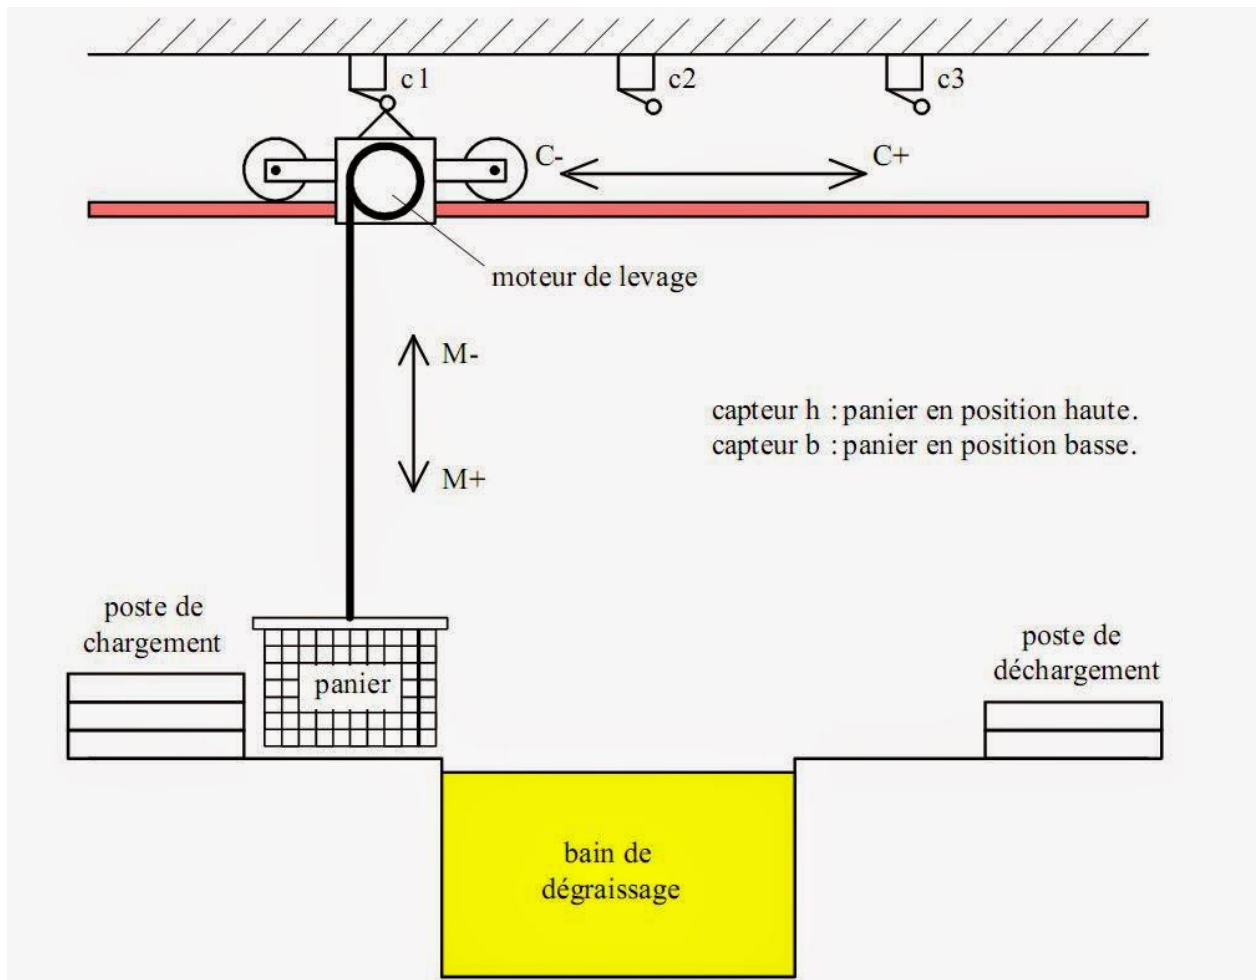 c1
c2
c3
C-
C+
moteur de levage
M-
capteur h : panier en position haute.
capteur b : panier en position basse.
M+
poste de
chargement
poste de
déchargement
panier
bain de
dégraissage